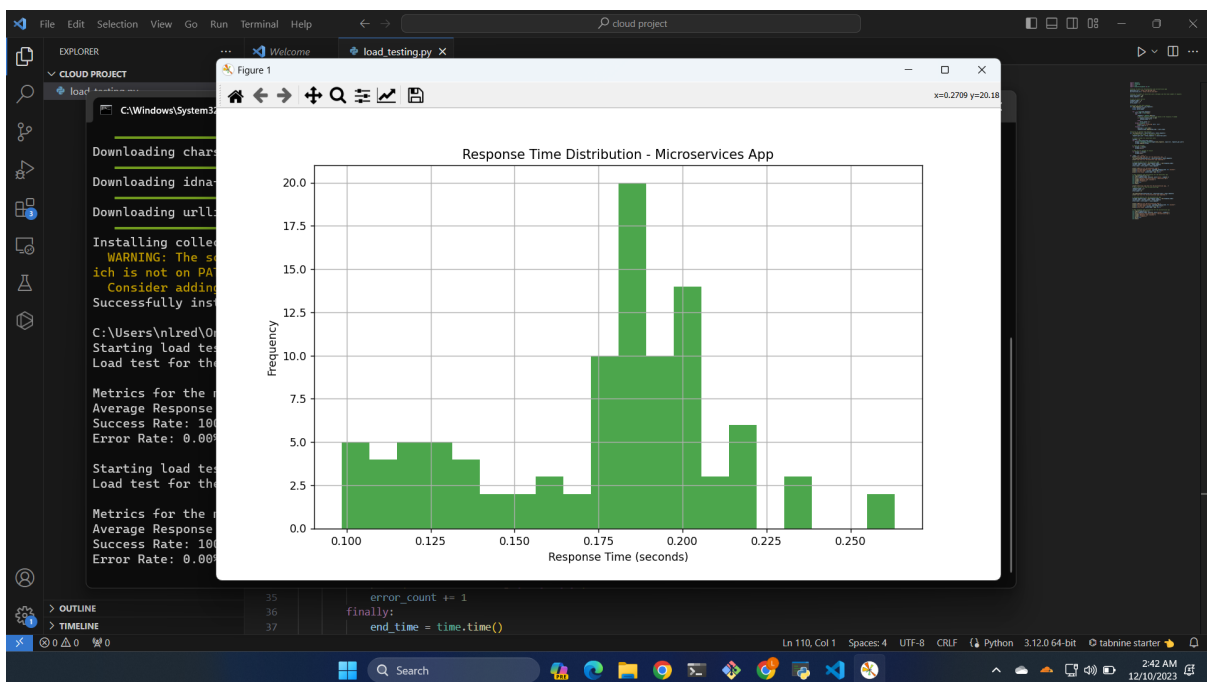 File Edit Selection View Go Run Terminal Help
cloud project
EXPLORER
Welcome
load_testing.py
CLOUD PROJECT
Figure 1
x=0.2709 y=20.18
C:\Windows\System32
Downloading chars
Downloading idna-
Downloading urlli
Installing collec
WARNING: The sc
ich is not on PAT
Consider adding
Successfully inst
C:\Users\nlred\On
Starting load tes
Load test for the
Metrics for the m
Average Response
Success Rate: 100
Error Rate: 0.00%
Starting load tes
Load test for the
Metrics for the m
Average Response
Success Rate: 100
Error Rate: 0.00%
Response Time Distribution - Microservices App
Frequency
20.0
17.5
15.0
12.5
10.0
7.5
5.0
2.5
0.0
0.100 0.125 0.150 0.175 0.200 0.225 0.250
Response Time (seconds)
35 error_count += 1
36 finally:
37 end_time = time.time()
OUTLINE
TIMELINE
0 0 0 Ln 110, Col 1 Spaces: 4 UTF-8 CRLF Python 3.12.0 64-bit tabnine starter
Search
2:42 AM
12/10/2023